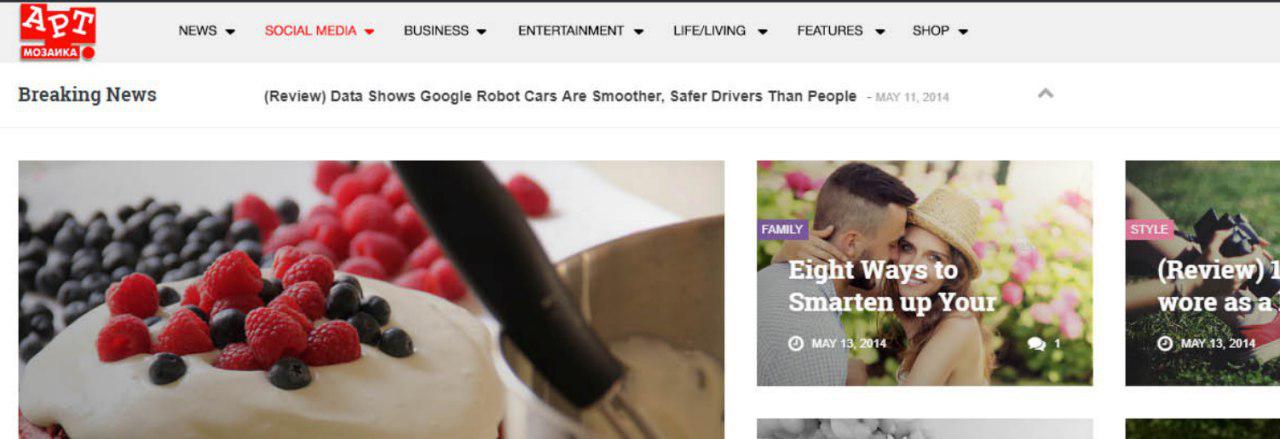 АРТ
МОЗАИКА
NEWS SOCIAL MEDIA BUSINESS ENTERTAINMENT LIFE/LIVING FEATURES SHOP
Breaking News
(Review) Data Shows Google Robot Cars Are Smoother, Safer Drivers Than People - MAY 11, 2014
FAMILY
Eight Ways to
Smarten up Your
MAY 13, 2014 1
STYLE
(Review) 1
wore as a
MAY 13, 2014